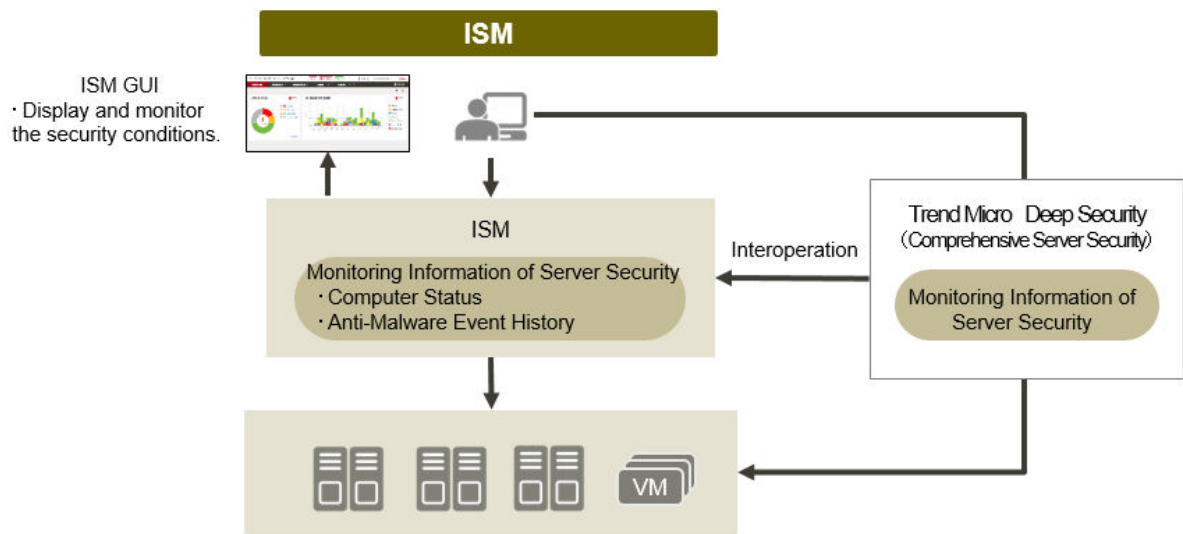 ISM
ISM GUI
・Display and monitor
the security conditions.
ISM
Monitoring Information of Server Security
・Computer Status
・Anti-Malware Event History
Interoperation
Trend Micro Deep Security
(Comprehensive Server Security)
Monitoring Information of
Server Security
VM